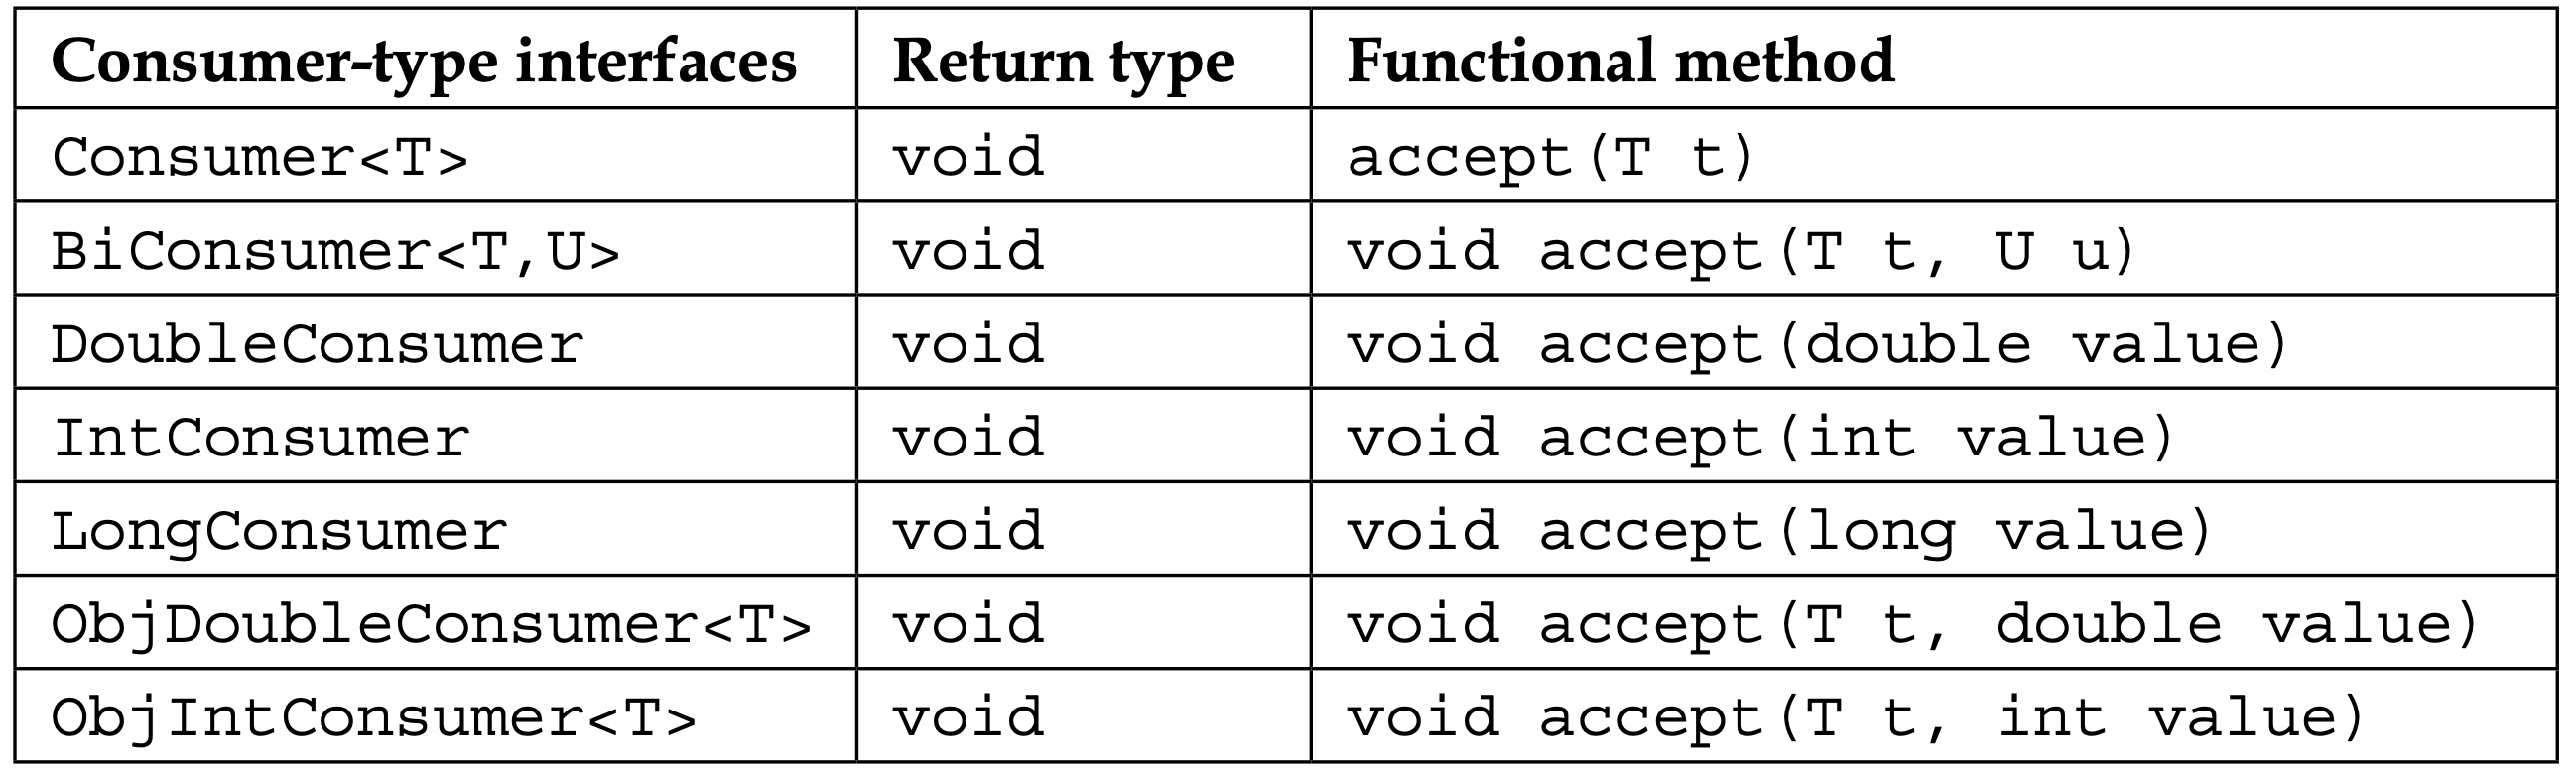 Consumer-type interfaces Return type Functional method
Consumer<T> void accept(T t)
BiConsumer<T,U> void void accept(T t, U u)
DoubleConsumer void void accept(double value)
IntConsumer void void accept(int value)
LongConsumer void void accept(long value)
ObjDoubleConsumer<T> void void accept(T t, double value)
ObjIntConsumer<T> void void accept(T t, int value)